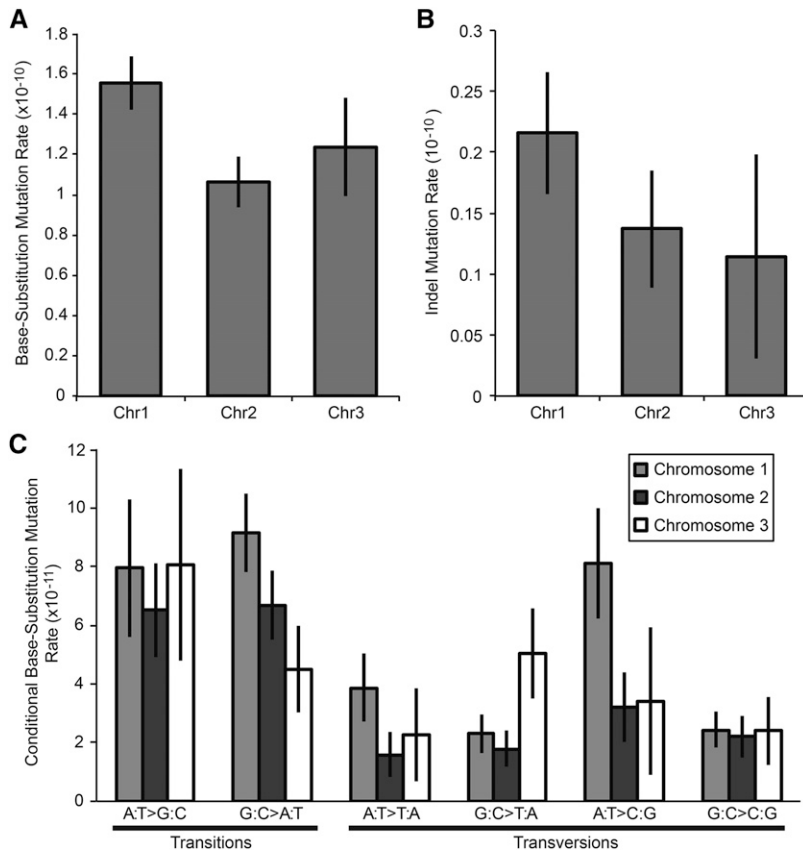 A
Base-Substitution Mutation Rate (x10⁻¹⁰)
1.8
1.6
1.4
1.2
1
0.8
0.6
0.4
0.2
0
Chr1 Chr2 Chr3
B
Indel Mutation Rate (10⁻¹⁰)
0.3
0.25
0.2
0.15
0.1
0.05
0
Chr1 Chr2 Chr3
C
Conditional Base-Substitution Mutation
Rate (x10⁻¹¹)
12
10
8
6
4
2
0
Chromosome 1
Chromosome 2
Chromosome 3
A:T>G:C G:C>A:T A:T>T:A G:C>T:A A:T>C:G G:C>C:G
Transitions Transversions